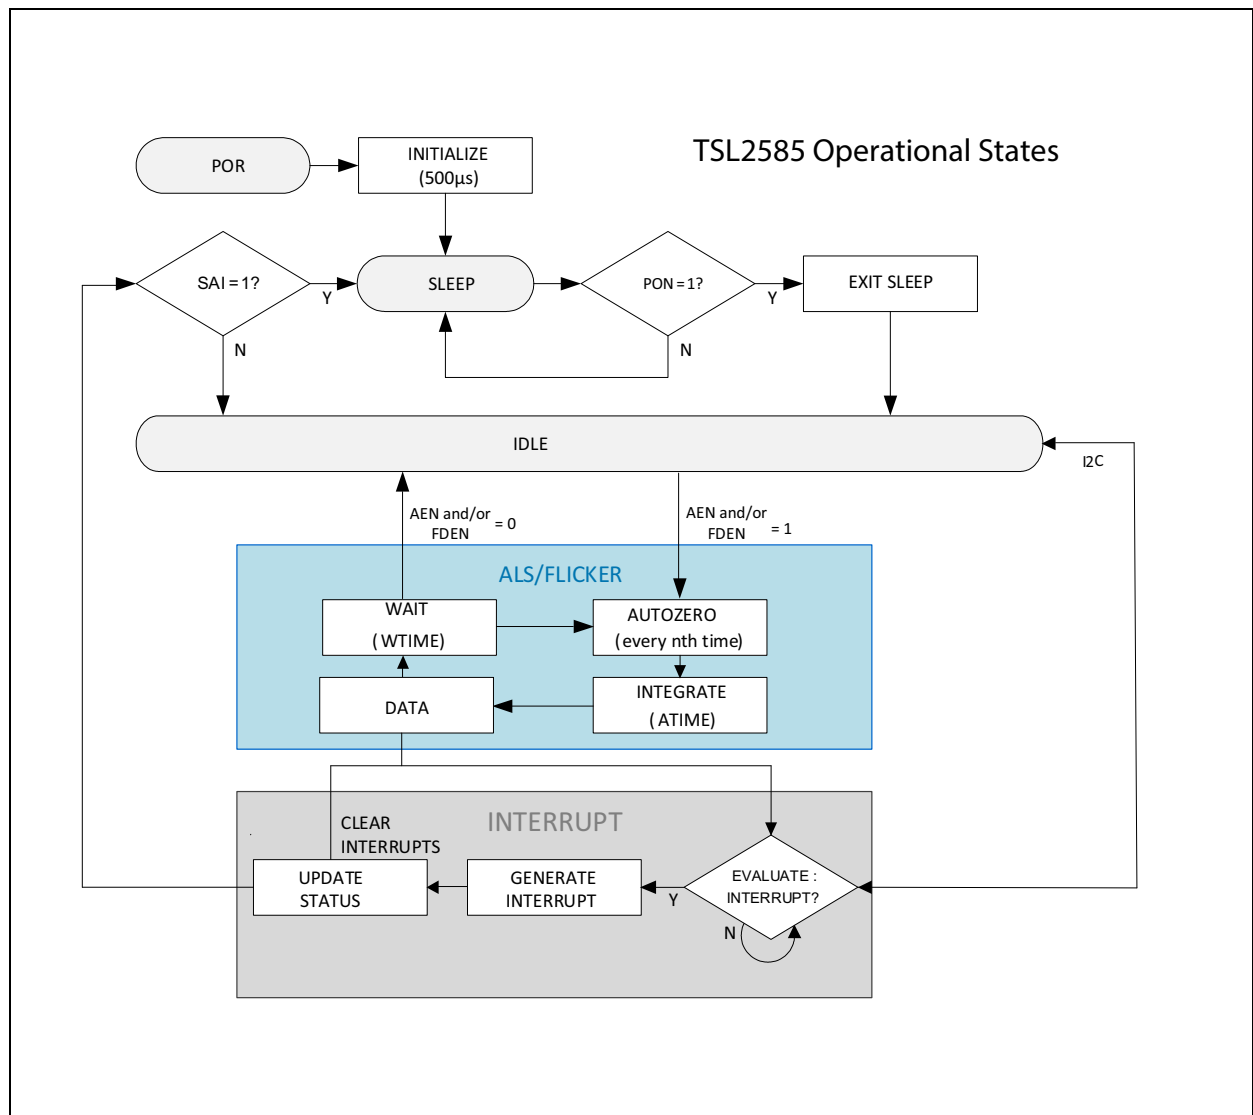 TSL2585 Operational States
POR
INITIALIZE
(500µs)
SAI = 1?
Y
N
SLEEP
PON = 1?
Y
N
EXIT SLEEP
IDLE
I2C
AEN and/or
FDEN = 0
AEN and/or
FDEN = 1
ALS/FLICKER
WAIT
(WTIME)
AUTOZERO
(every nth time)
DATA
INTEGRATE
(ATIME)
INTERRUPT
CLEAR
INTERRUPTS
UPDATE
STATUS
GENERATE
INTERRUPT
Y
EVALUATE :
INTERRUPT?
N